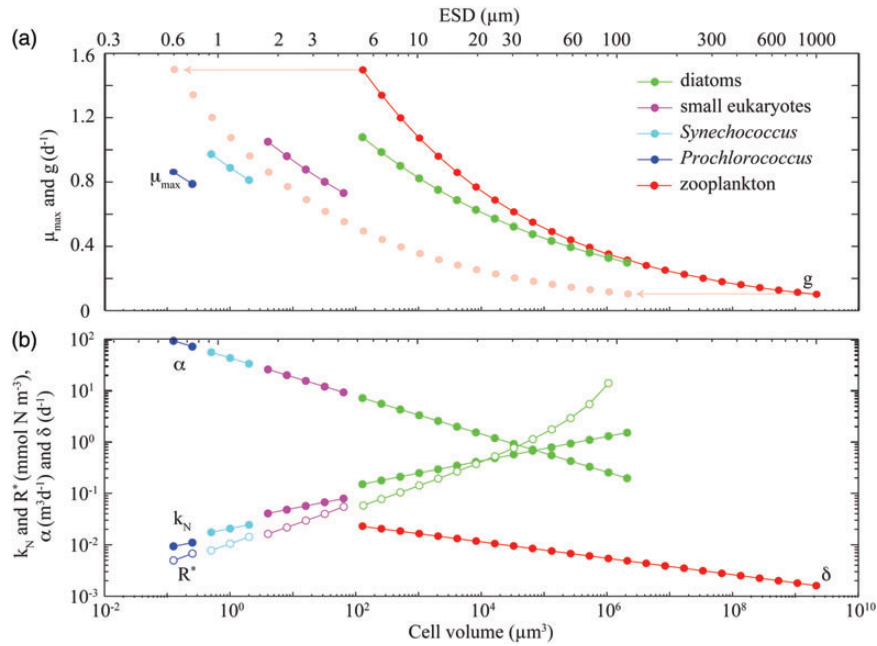 ESD (μm)
(a)
0.3 0.6 1 2 3 6 10 20 30 60 100 300 600 1000
1.6
1.2
0.8
0.4
0
μmax and g (d-1)
diatoms
small eukaryotes
Synechococcus
Prochlorococcus
zooplankton
μmax
g
(b)
10²
10¹
10⁰
10⁻¹
10⁻²
10⁻³
kN and R* (mmol N m⁻³),
α (m³d⁻¹) and δ (d⁻¹)
α
kN
R*
δ
10⁻² 10⁰ 10² 10⁴ 10⁶ 10⁸ 10¹⁰
Cell volume (μm³)